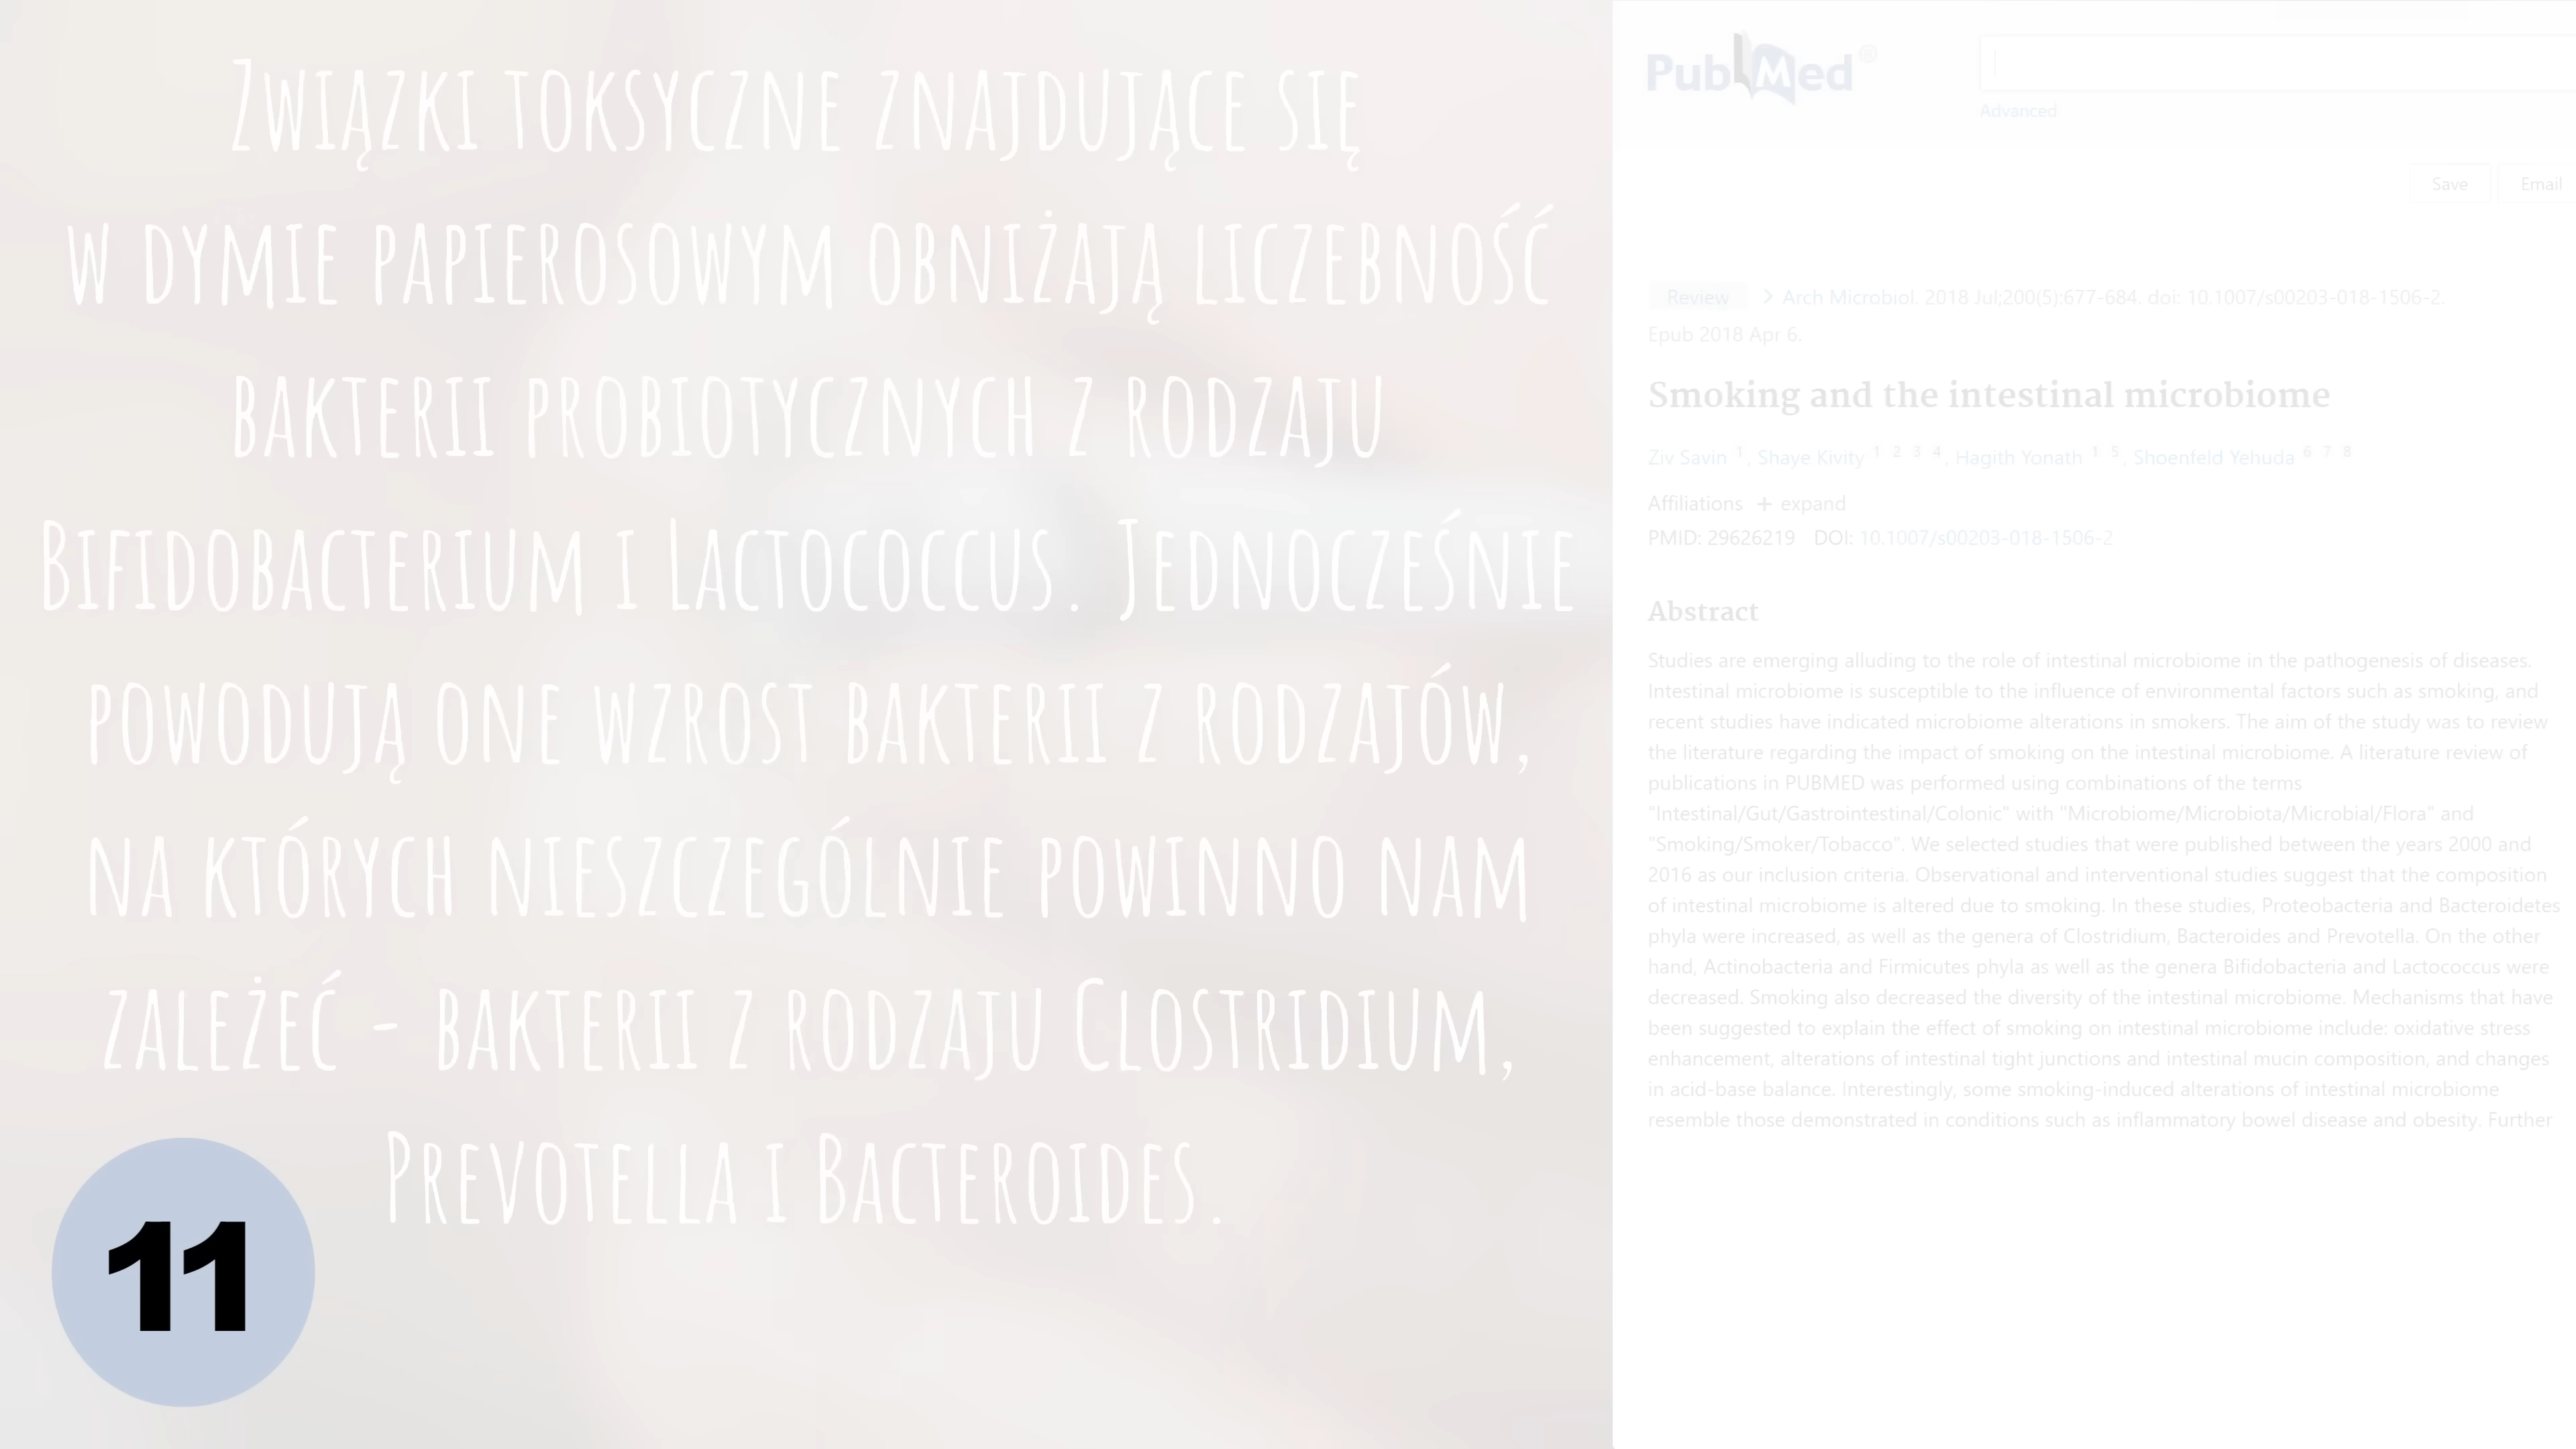 Związki toksyczne znajdujące się
w dymie papierosowym obniżają liczebność
bakterii probiotycznych z rodzaju
Bifidobacterium i Lactococcus. Jednocześnie
powodują one wzrost bakterii z rodzajów,
na których nieszczególnie powinno nam
zależeć - bakterii z rodzaju Clostridium,
Prevotella i Bacteroides.
11
PubMed®
Advanced
Save Email
Review > Arch Microbiol. 2018 Jul;200(5):677-684. doi: 10.1007/s00203-018-1506-2.
Epub 2018 Apr 6.
Smoking and the intestinal microbiome
Ziv Savin 1, Shaye Kivity 1 2 3 4, Hagith Yonath 1 5, Shoenfeld Yehuda 6 7 8
Affiliations + expand
PMID: 29626219 DOI: 10.1007/s00203-018-1506-2
Abstract
Studies are emerging alluding to the role of intestinal microbiome in the pathogenesis of diseases.
Intestinal microbiome is susceptible to the influence of environmental factors such as smoking, and
recent studies have indicated microbiome alterations in smokers. The aim of the study was to review
the literature regarding the impact of smoking on the intestinal microbiome. A literature review of
publications in PUBMED was performed using combinations of the terms
"Intestinal/Gut/Gastrointestinal/Colonic" with "Microbiome/Microbiota/Microbial/Flora" and
"Smoking/Smoker/Tobacco". We selected studies that were published between the years 2000 and
2016 as our inclusion criteria. Observational and interventional studies suggest that the composition
of intestinal microbiome is altered due to smoking. In these studies, Proteobacteria and Bacteroidetes
phyla were increased, as well as the genera of Clostridium, Bacteroides and Prevotella. On the other
hand, Actinobacteria and Firmicutes phyla as well as the genera Bifidobacteria and Lactococcus were
decreased. Smoking also decreased the diversity of the intestinal microbiome. Mechanisms that have
been suggested to explain the effect of smoking on intestinal microbiome include: oxidative stress
enhancement, alterations of intestinal tight junctions and intestinal mucin composition, and changes
in acid-base balance. Interestingly, some smoking-induced alterations of intestinal microbiome
resemble those demonstrated in conditions such as inflammatory bowel disease and obesity. Further